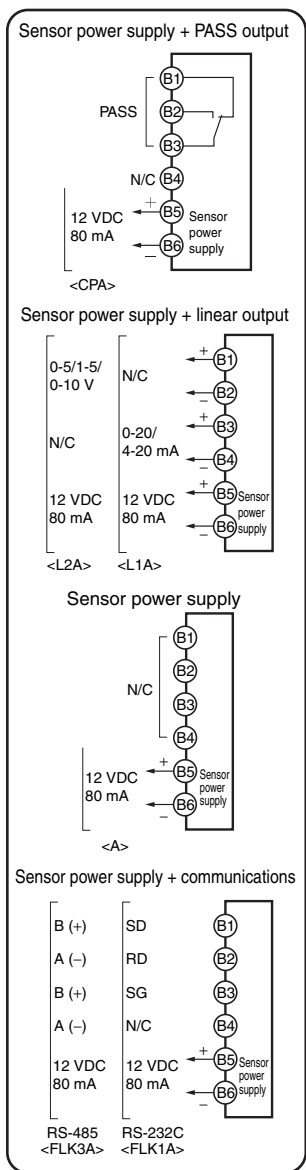 Sensor power supply + PASS output
B1
PASS
B2
B3
N/C
B4
+
B5
Sensor
12 VDC
80 mA
power
B6
supply
−
<CPA>
Sensor power supply + linear output
0-5/1-5/
0-10 V
N/C
+
B1
−
B2
N/C
0-20/
4-20 mA
+
B3
−
B4
12 VDC
80 mA
12 VDC
80 mA
+
B5
Sensor
power
−
B6
supply
<L2A>
<L1A>
Sensor power supply
B1
B2
N/C
B3
B4
12 VDC
80 mA
+
B5
Sensor
power
−
B6
supply
<A>
Sensor power supply + communications
B (+)
SD
B1
A (−)
RD
B2
B (+)
SG
B3
A (−)
N/C
B4
12 VDC
80 mA
12 VDC
80 mA
+
B5
Sensor
power
−
B6
supply
RS-485
<FLK3A>
RS-232C
<FLK1A>